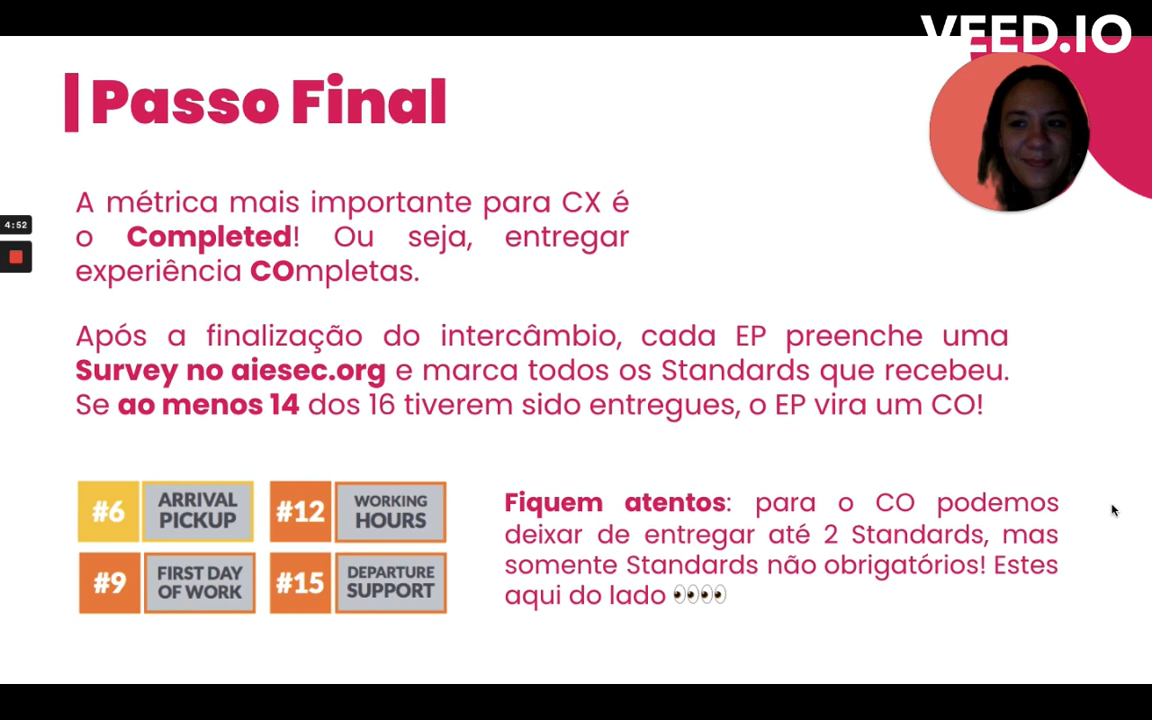 VEED.IO
Passo Final
A métrica mais importante para CX é
o Completed! Ou seja, entregar
experiência COmpletas.
4:52
Após a finalização do intercâmbio, cada EP preenche uma
Survey no aiesec.org e marca todos os Standards que recebeu.
Se ao menos 14 dos 16 tiverem sido entregues, o EP vira um CO!
#6 ARRIVAL PICKUP
#12 WORKING HOURS
#9 FIRST DAY OF WORK
#15 DEPARTURE SUPPORT
Fiquem atentos: para o CO podemos
deixar de entregar até 2 Standards, mas
somente Standards não obrigatórios! Estes
aqui do lado 👀👀